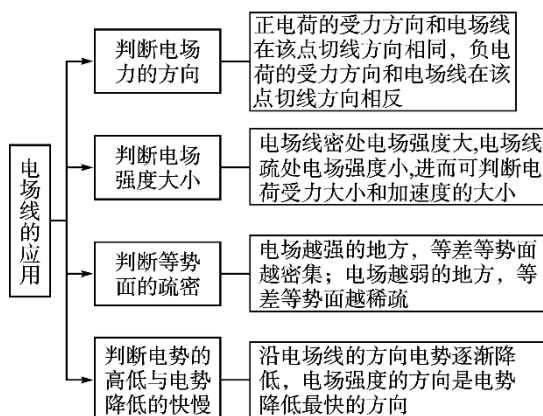 电场线的应用
判断电场
力的方向
正电荷的受力方向和电场线
在该点切线方向相同，负电
荷的受力方向和电场线在该
点切线方向相反
判断电场
强度大小
电场线密处电场强度大,电场线
疏处电场强度小,进而可判断电
荷受力大小和加速度的大小
判断等势
面的疏密
电场越强的地方，等差等势面
越密集；电场越弱的地方，等
差等势面越稀疏
判断电势的
高低与电势
降低的快慢
沿电场线的方向电势逐渐降
低，电场强度的方向是电势
降低最快的方向